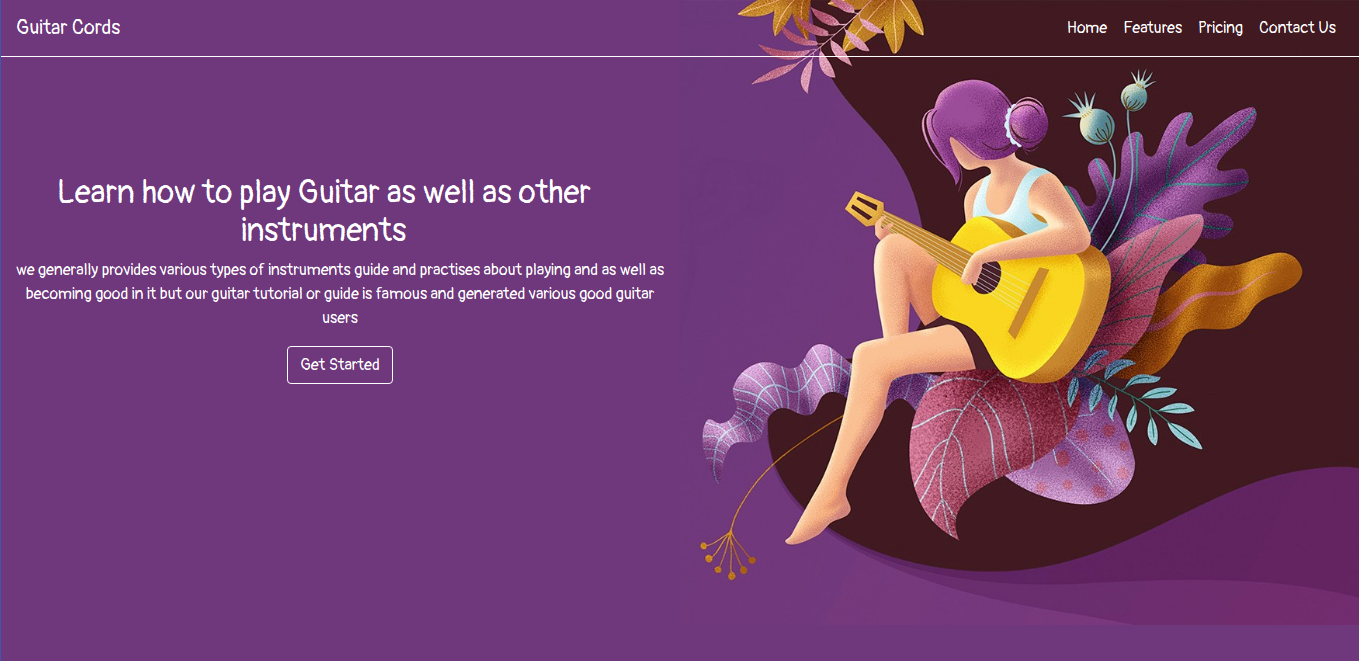 Guitar Cords
Home Features Pricing Contact Us
Learn how to play Guitar as well as other
instruments
we generally provides various types of instruments guide and practises about playing and as well as
becoming good in it but our guitar tutorial or guide is famous and generated various good guitar
users
Get Started